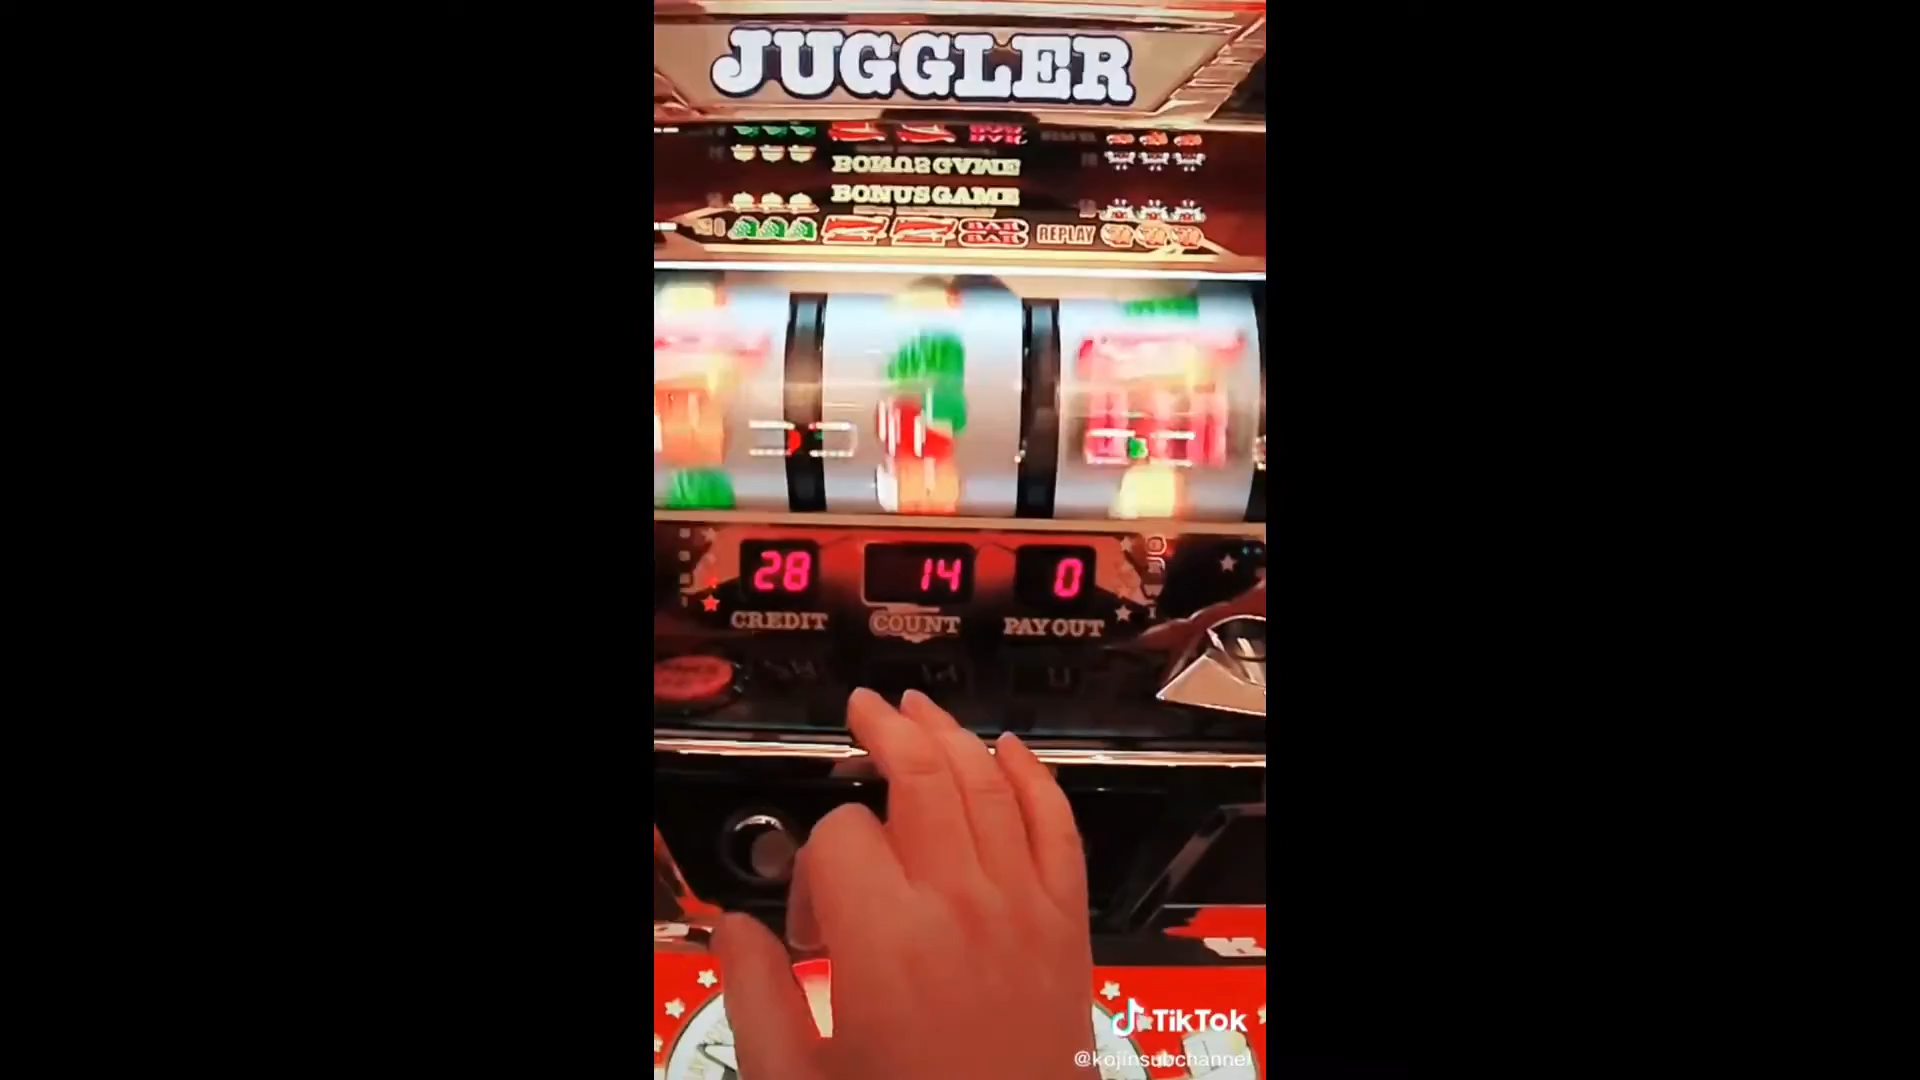 JUGGLER
BONUS GAME
BONUS GAME
BAR
BAR
REPLAY
28
14
0
CREDIT
COUNT
PAY OUT
TikTok
@kojinsubchannel